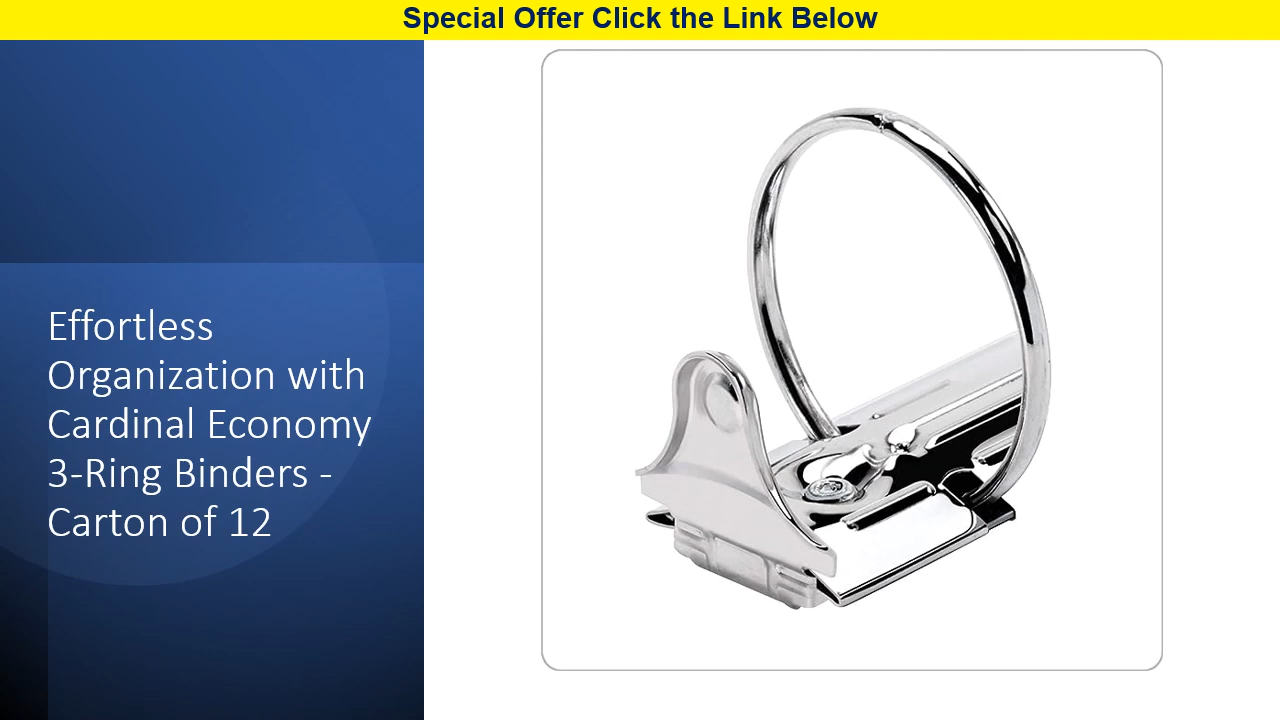 Special Offer Click the Link Below
Effortless
Organization with
Cardinal Economy
3-Ring Binders -
Carton of 12